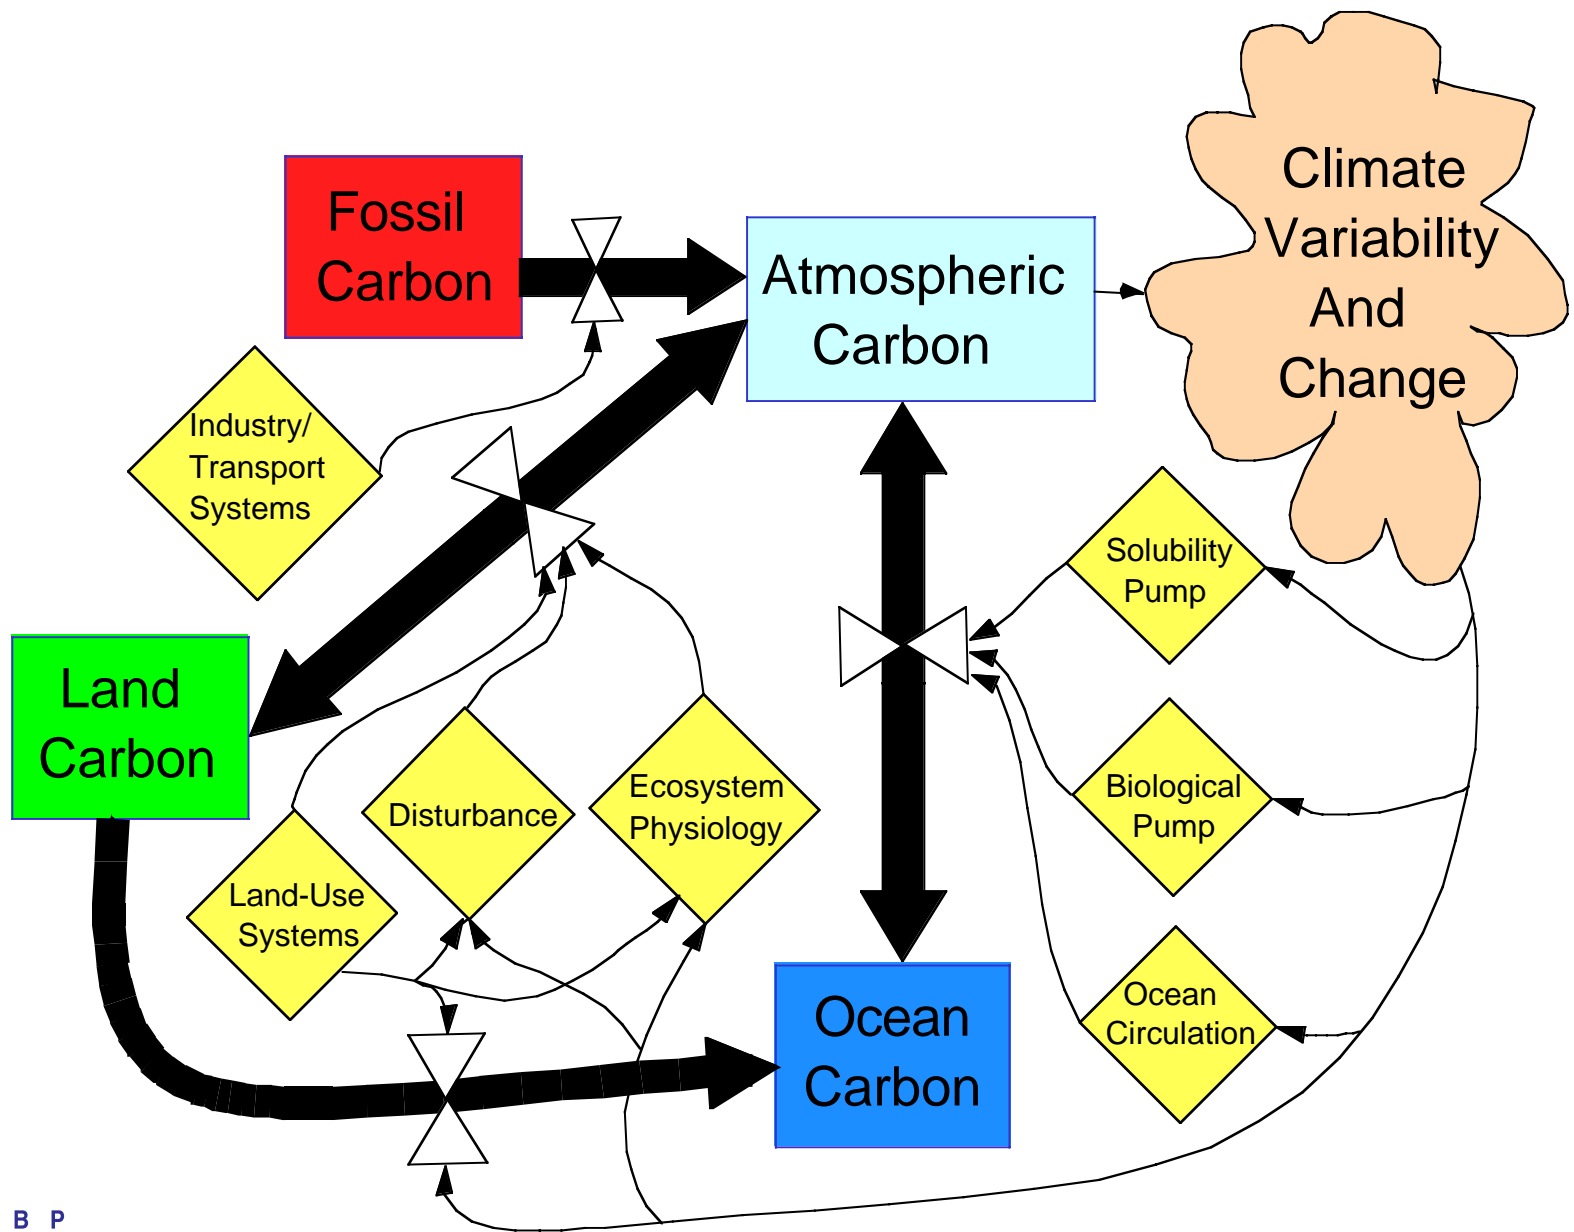 Climate
Variability
And
Change
Fossil
Carbon
Atmospheric
Carbon
Industry/
Transport
Systems
Solubility
Pump
Land
Carbon
Disturbance
Ecosystem
Physiology
Biological
Pump
Land-Use
Systems
Ocean
Carbon
Ocean
Circulation
B P